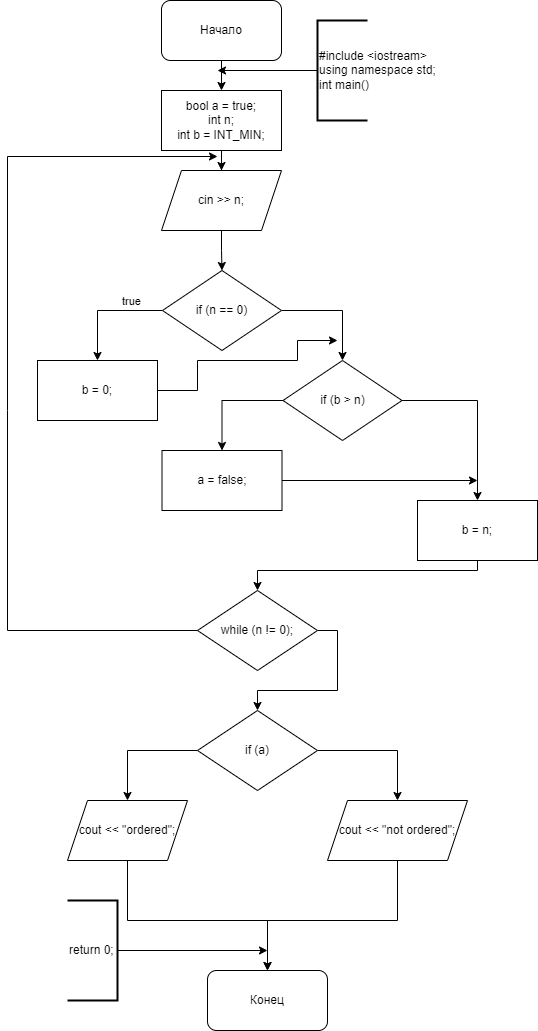 Начало
#include <iostream>
using namespace std;
int main()
bool a = true;
int n;
int b = INT_MIN;
cin >> n;
true
if (n == 0)
b = 0;
if (b > n)
a = false;
b = n;
while (n != 0);
if (a)
cout << "ordered";
cout << "not ordered";
return 0;
Конец